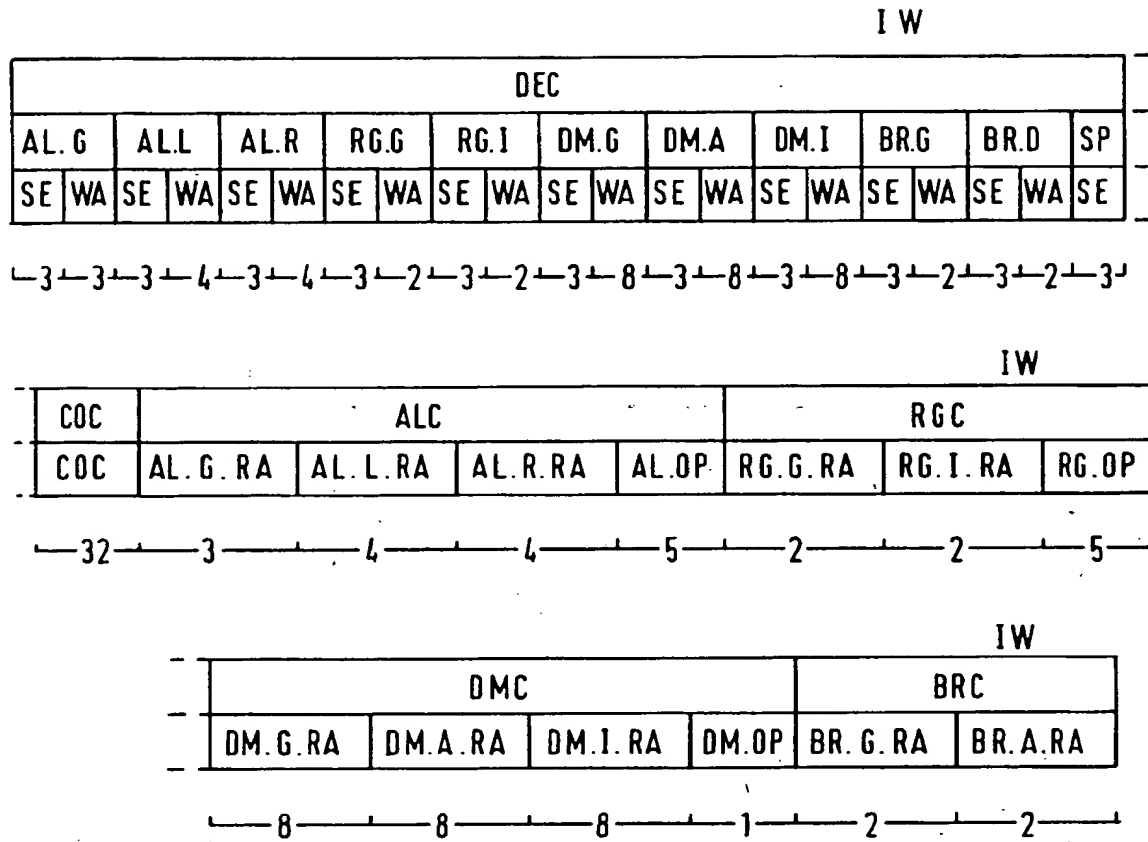 IW
DEC
AL.G AL.L AL.R RG.G RG.I DM.G DM.A DM.I BR.G BR.D SP
SE WA SE WA SE WA SE WA SE WA SE WA SE WA SE WA SE WA SE WA SE
3 3 3 4 3 4 3 2 3 2 3 8 3 8 3 8 3 2 3 2 3
IW
COC ALC RGC
COC AL.G.RA AL.L.RA AL.R.RA AL.OP RG.G.RA RG.I.RA RG.OP
32 3 4 4 5 2 2 5
IW
DMC BRC
DM.G.RA DM.A.RA DM.I.RA DM.OP BR.G.RA BR.A.RA
8 8 8 1 2 2